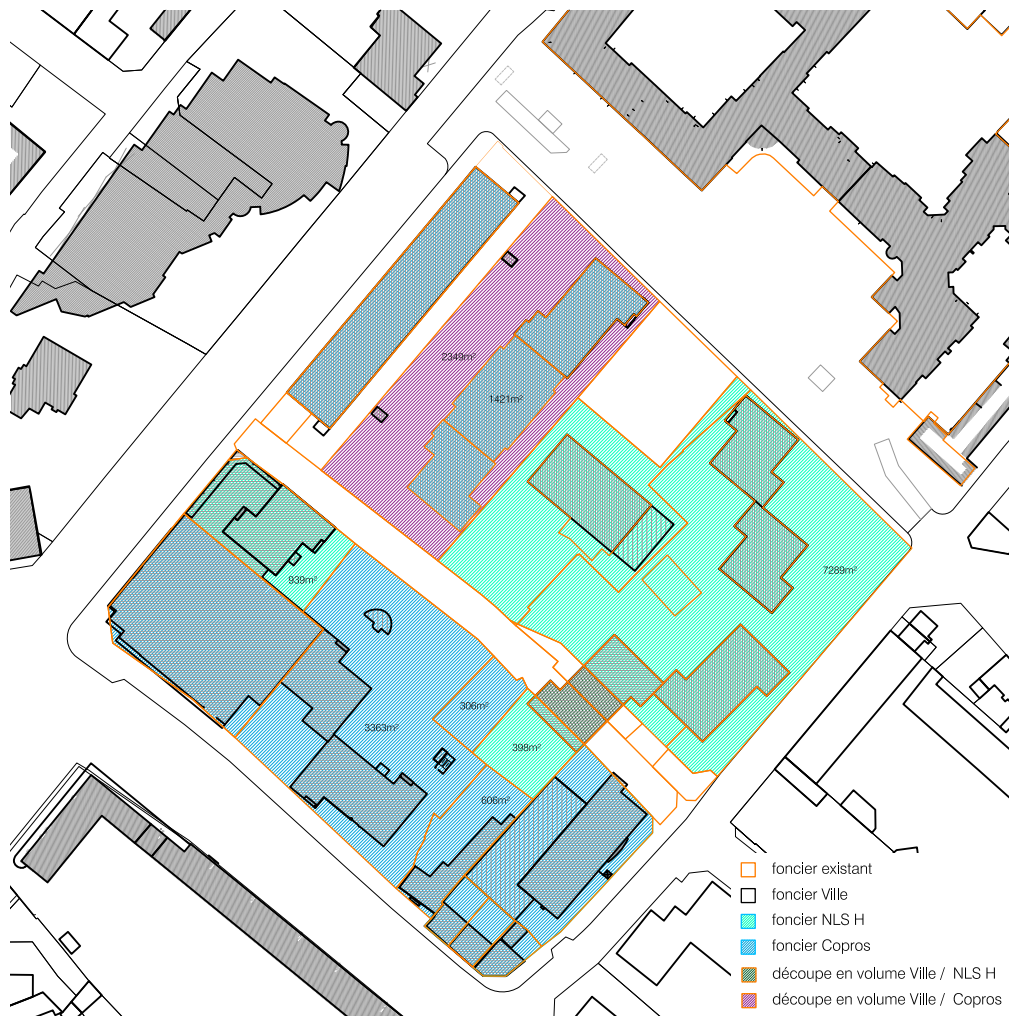 2349m²
1421m²
7289m²
939m²
306m²
3363m²
398m²
606m²
foncier existant
foncier Ville
foncier NLS H
foncier Copros
découpe en volume Ville / NLS H
découpe en volume Ville / Copros